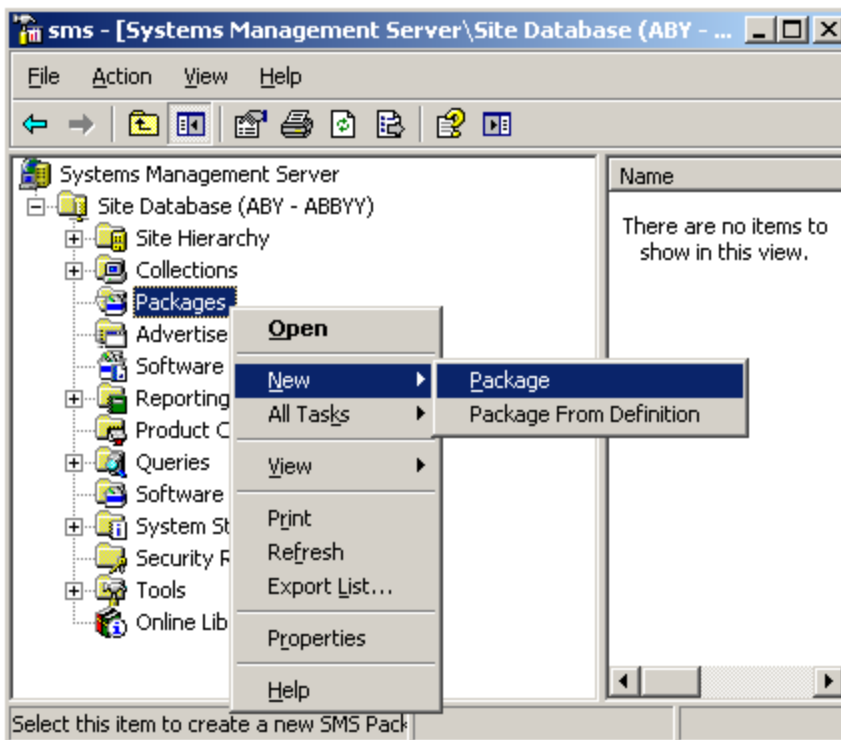 sms - [Systems Management Server\Site Database (ABY - ...
File Action View Help
Systems Management Server
Site Database (ABY - ABBYY)
Site Hierarchy
Collections
Packages
Advertise
Software
Reporting
Product C
Queries
Software
System St
Security R
Tools
Online Lib
Open
New
All Tasks
View
Print
Refresh
Export List...
Properties
Help
Package
Package From Definition
Name
There are no items to
show in this view.
Select this item to create a new SMS Pack